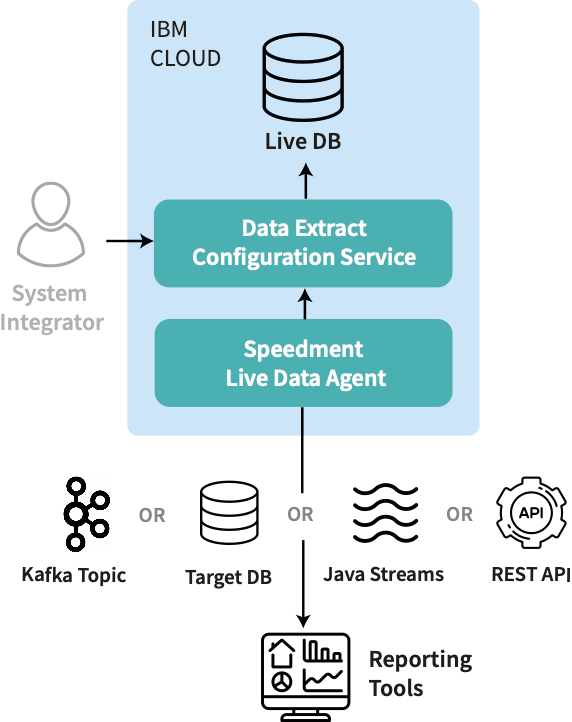 IBM
CLOUD
Live DB
Data Extract
Configuration Service
System
Integrator
Speedment
Live Data Agent
OR
OR
OR
API
Kafka Topic
Target DB
Java Streams
REST API
Reporting
Tools